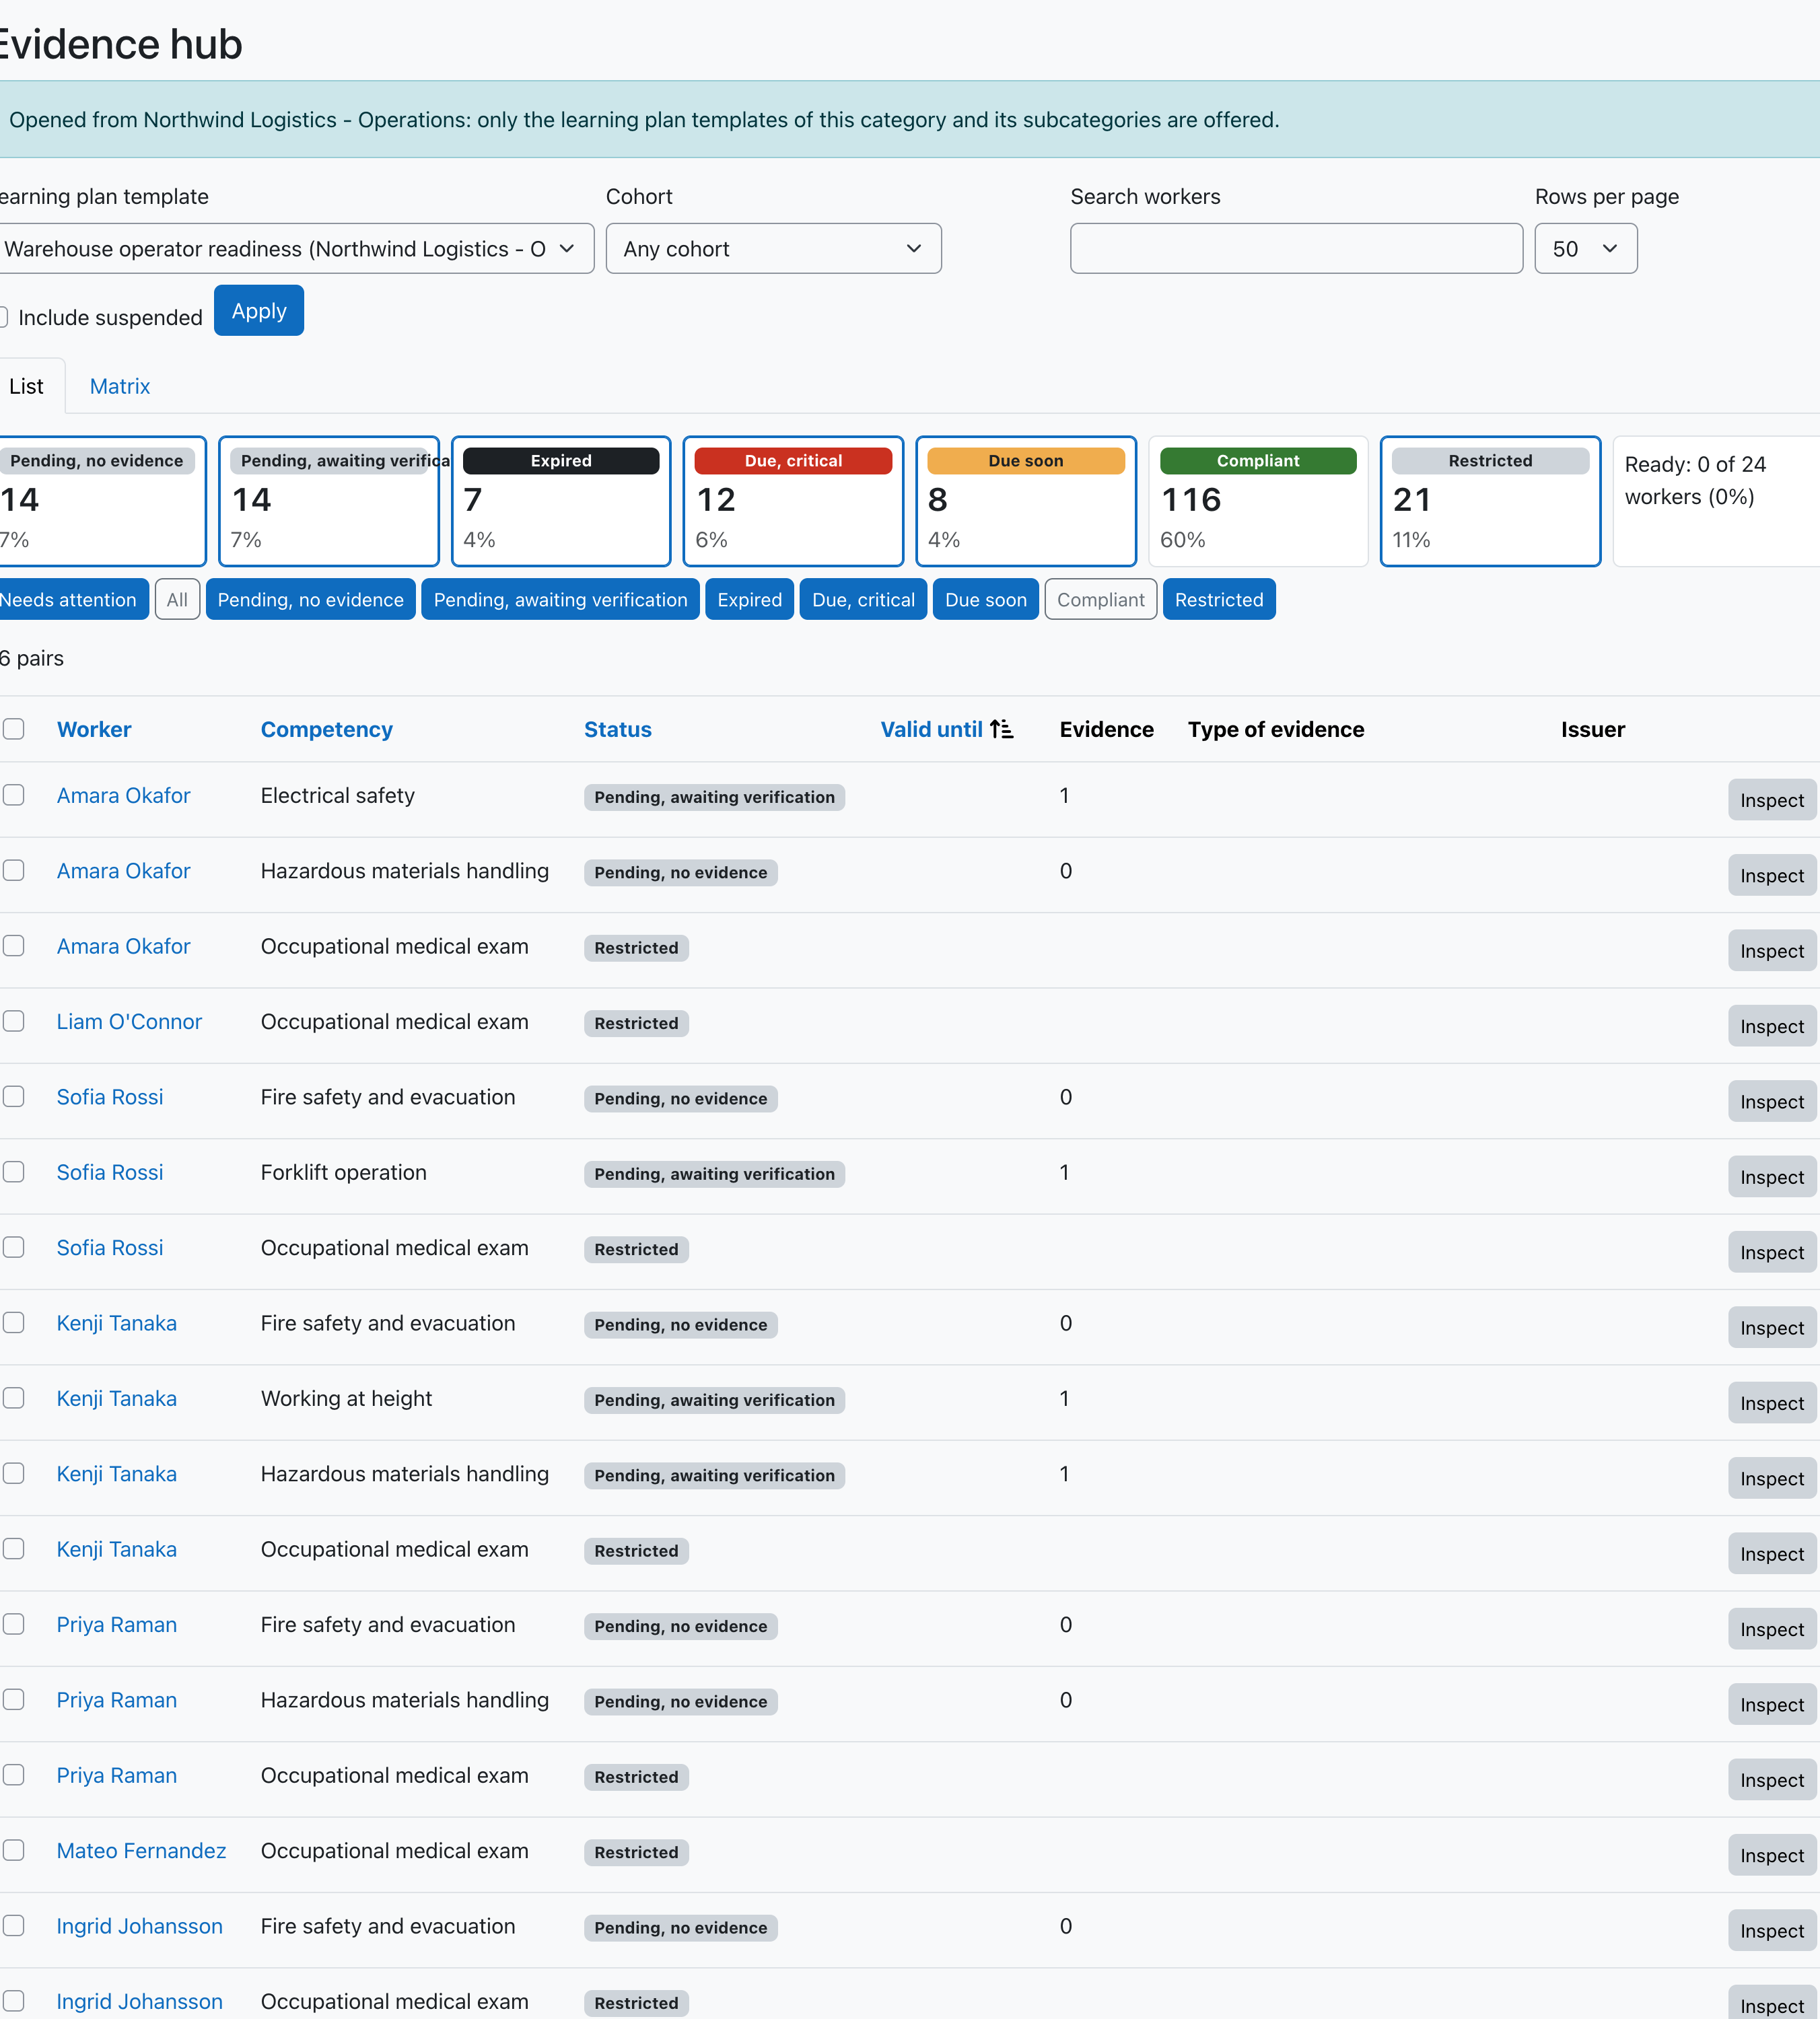 Evidence hub
Opened from Northwind Logistics - Operations: only the learning plan templates of this category and its subcategories are offered.
earning plan template Cohort Search workers Rows per page
Warehouse operator readiness (Northwind Logistics - O Any cohort 50
Include suspended Apply
List Matrix
Pending, no evidence Pending, awaiting verifica Expired Due, critical Due soon Compliant Restricted
14 14 7 12 8 116 21 Ready: 0 of 24
workers (0%)
7% 7% 4% 6% 4% 60% 11%
Needs attention All Pending, no evidence Pending, awaiting verification Expired Due, critical Due soon Compliant Restricted
6 pairs
Worker Competency Status Valid until Evidence Type of evidence Issuer
Amara Okafor Electrical safety Pending, awaiting verification 1 Inspect
Amara Okafor Hazardous materials handling Pending, no evidence 0 Inspect
Amara Okafor Occupational medical exam Restricted Inspect
Liam O'Connor Occupational medical exam Restricted Inspect
Sofia Rossi Fire safety and evacuation Pending, no evidence 0 Inspect
Sofia Rossi Forklift operation Pending, awaiting verification 1 Inspect
Sofia Rossi Occupational medical exam Restricted Inspect
Kenji Tanaka Fire safety and evacuation Pending, no evidence 0 Inspect
Kenji Tanaka Working at height Pending, awaiting verification 1 Inspect
Kenji Tanaka Hazardous materials handling Pending, awaiting verification 1 Inspect
Kenji Tanaka Occupational medical exam Restricted Inspect
Priya Raman Fire safety and evacuation Pending, no evidence 0 Inspect
Priya Raman Hazardous materials handling Pending, no evidence 0 Inspect
Priya Raman Occupational medical exam Restricted Inspect
Mateo Fernandez Occupational medical exam Restricted Inspect
Ingrid Johansson Fire safety and evacuation Pending, no evidence 0 Inspect
Ingrid Johansson Occupational medical exam Restricted Inspect